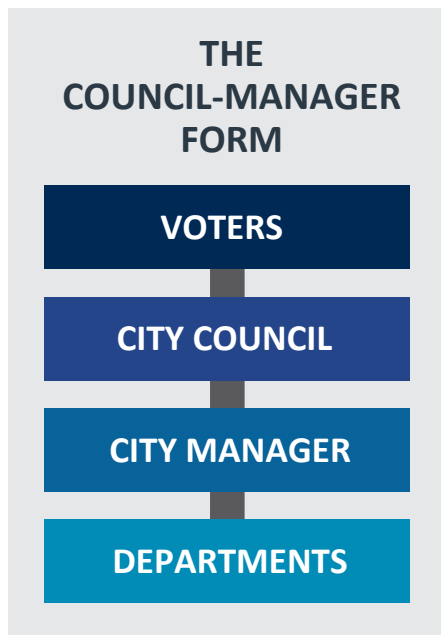 THE
COUNCIL-MANAGER
FORM
VOTERS
CITY COUNCIL
CITY MANAGER
DEPARTMENTS